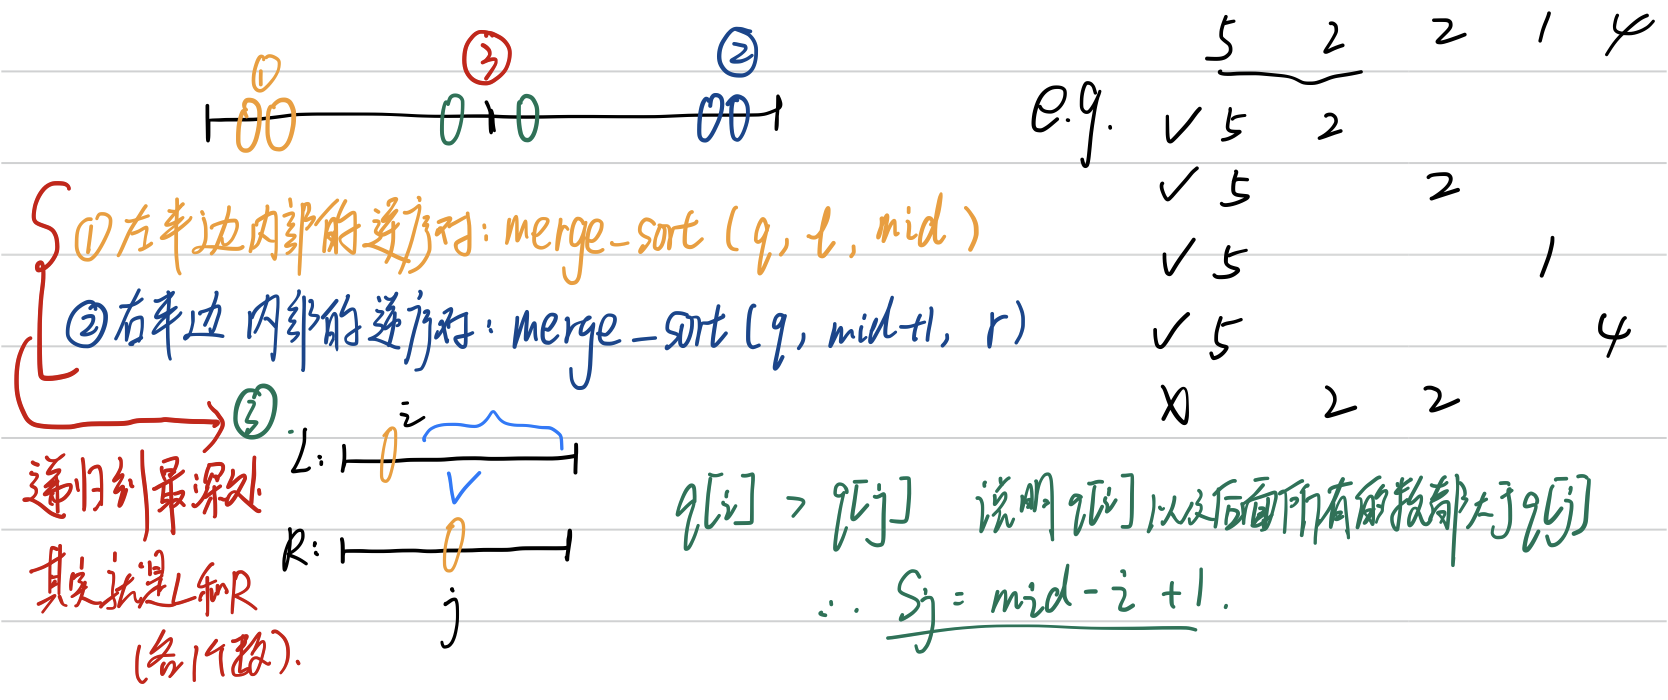 ① ③ ②
5 2 2 1 4
e.g. ✓ 5 2
✓ 5 2
✓ 5 1
✓ 5 4
× 2 2
①左半边内部的逆序对: merge_sort (q, l, mid)
②右半边内部的逆序对: merge_sort (q, mid+1, r)
③ L: i
R:
j
递归到最深处
其实就是L和R
(各1个数).
q[i] > q[j] 说明q[i]以及后面所有的数都大于q[j]
∴ Sj = mid - i + 1.